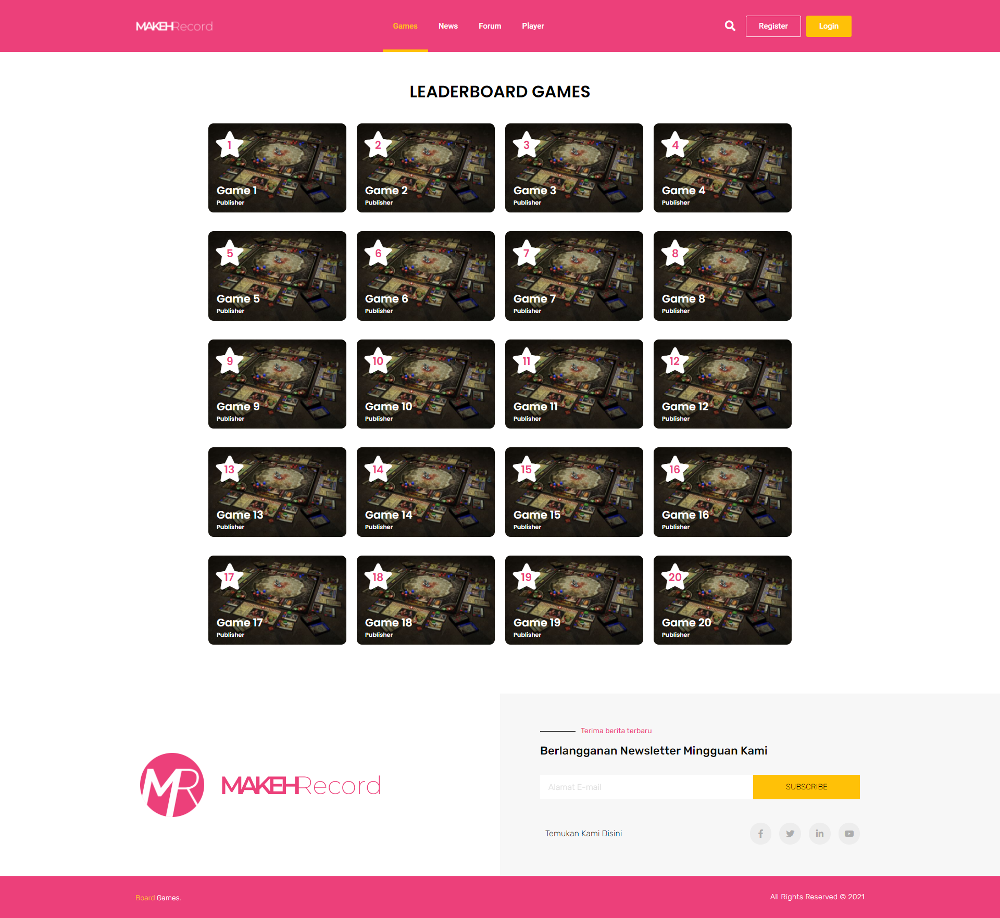 MAKEHRecord
Games News Forum Player
Register Login
LEADERBOARD GAMES
1
Game 1
Publisher
2
Game 2
Publisher
3
Game 3
Publisher
4
Game 4
Publisher
5
Game 5
Publisher
6
Game 6
Publisher
7
Game 7
Publisher
8
Game 8
Publisher
9
Game 9
Publisher
10
Game 10
Publisher
11
Game 11
Publisher
12
Game 12
Publisher
13
Game 13
Publisher
14
Game 14
Publisher
15
Game 15
Publisher
16
Game 16
Publisher
17
Game 17
Publisher
18
Game 18
Publisher
19
Game 19
Publisher
20
Game 20
Publisher
MR
MAKEHRecord
Terima berita terbaru
Berlangganan Newsletter Mingguan Kami
Alamat E-mail
SUBSCRIBE
Temukan Kami Disini
Board Games.
All Rights Reserved © 2021